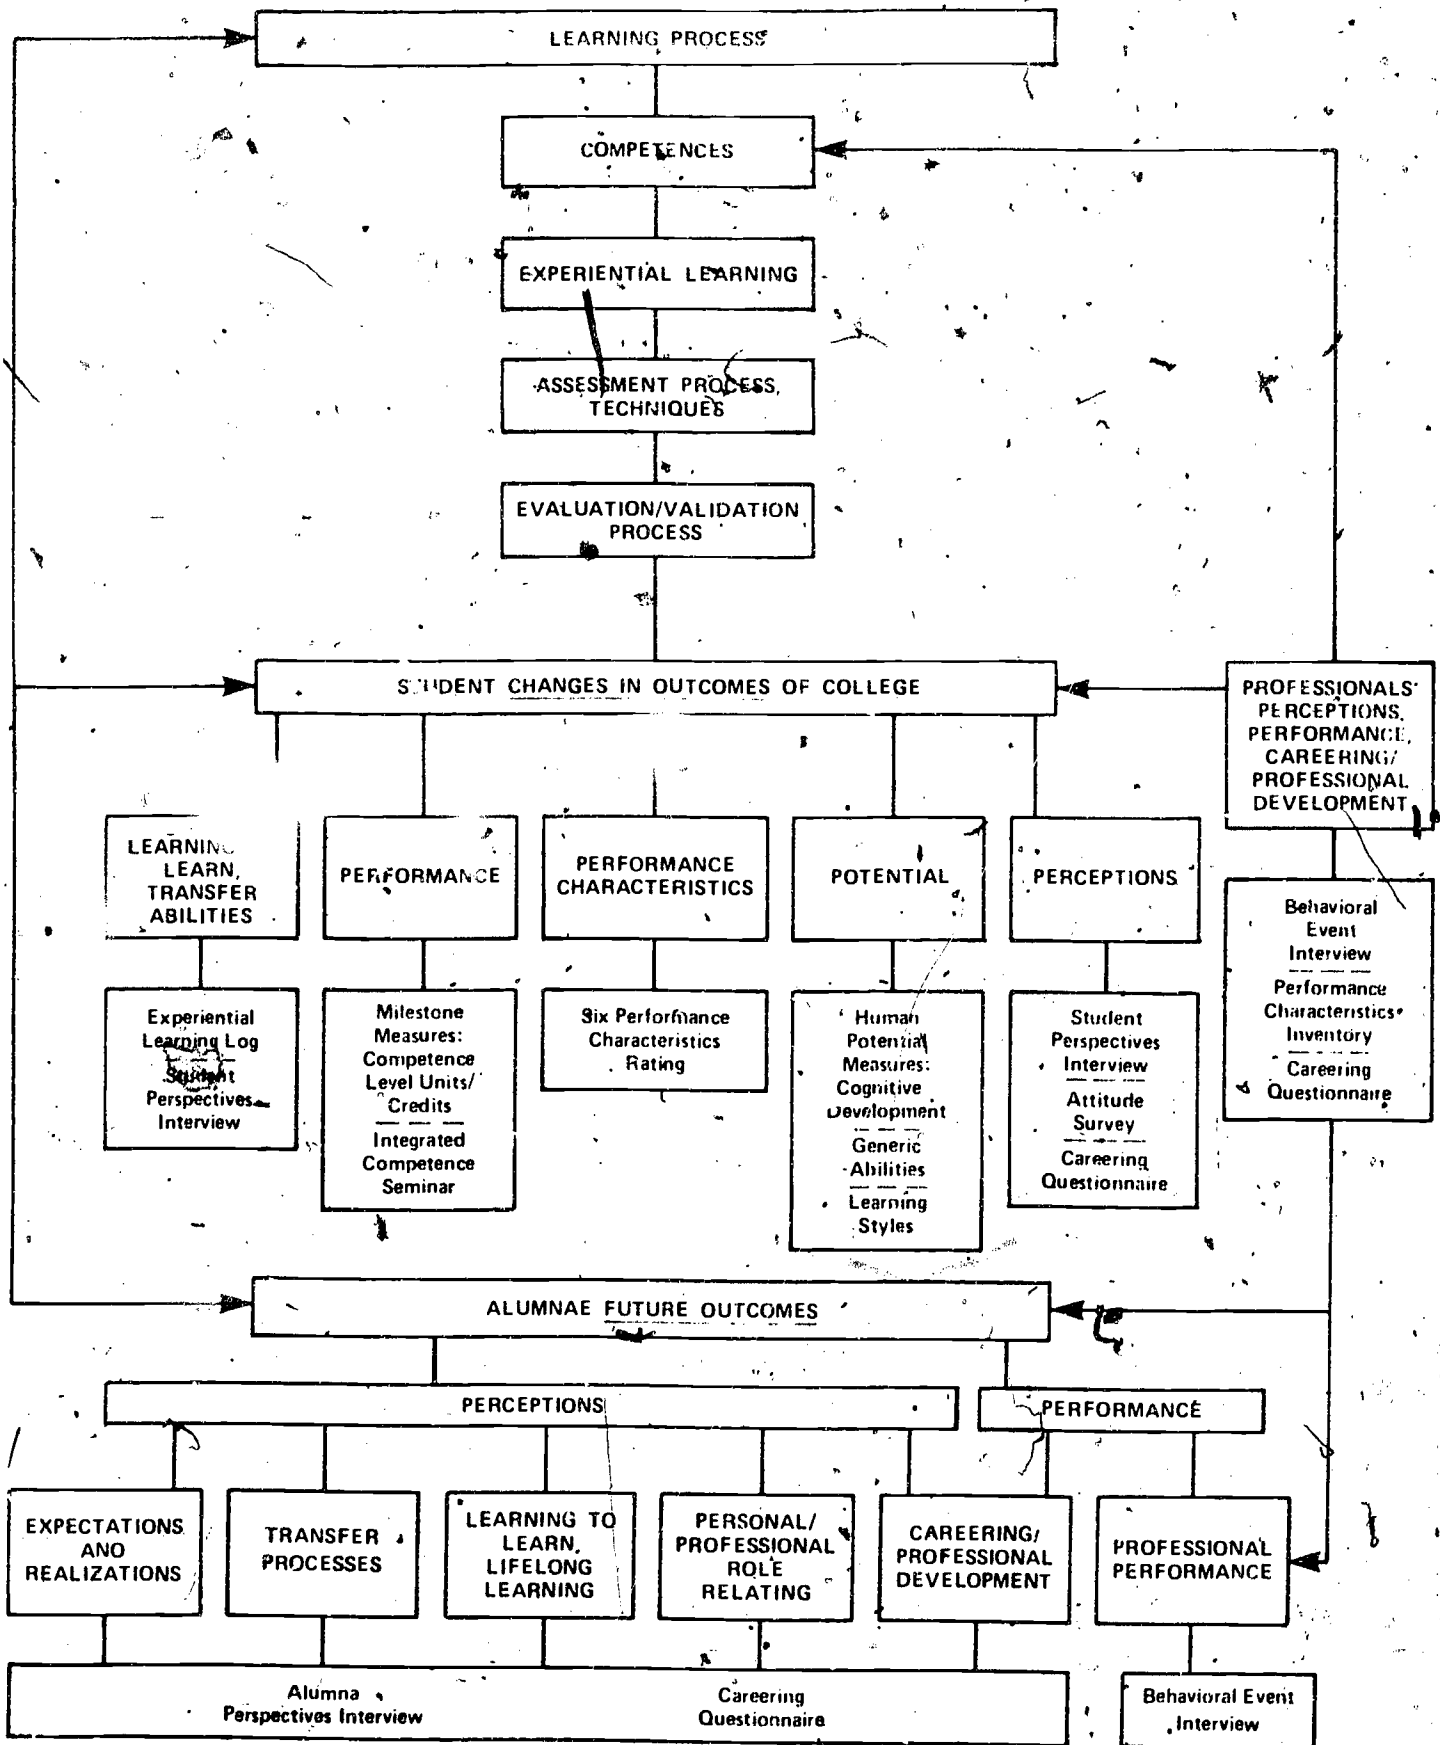 LEARNING PROCESS
COMPETENCES
EXPERIENTIAL LEARNING
ASSESSMENT PROCESS,
TECHNIQUES
EVALUATION/VALIDATION
PROCESS
STUDENT CHANGES IN OUTCOMES OF COLLEGE
PROFESSIONALS'
PERCEPTIONS,
PERFORMANCE,
CAREERING/
PROFESSIONAL
DEVELOPMENT
LEARNING
LEARN,
TRANSFER
ABILITIES
PERFORMANCE
PERFORMANCE
CHARACTERISTICS
POTENTIAL
PERCEPTIONS
Behavioral
Event
Interview
Performance
Characteristics
Inventory
Careering
Questionnaire
Experiential
Learning Log
Student
Perspectives
Interview
Milestone
Measures:
Competence
Level Units/
Credits
Integrated
Competence
Seminar
Six Performance
Characteristics
Rating
Human
Potential
Measures:
Cognitive
Development
Generic
Abilities
Learning
Styles
Student
Perspectives
Interview
Attitude
Survey
Careering
Questionnaire
ALUMNAE FUTURE OUTCOMES
PERCEPTIONS
PERFORMANCE
EXPECTATIONS
AND
REALIZATIONS
TRANSFER
PROCESSES
LEARNING TO
LEARN,
LIFELONG
LEARNING
PERSONAL/
PROFESSIONAL
ROLE
RELATING
CAREERING/
PROFESSIONAL
DEVELOPMENT
PROFESSIONAL
PERFORMANCE
Alumna
Perspectives Interview
Careering
Questionnaire
Behavioral Event
Interview